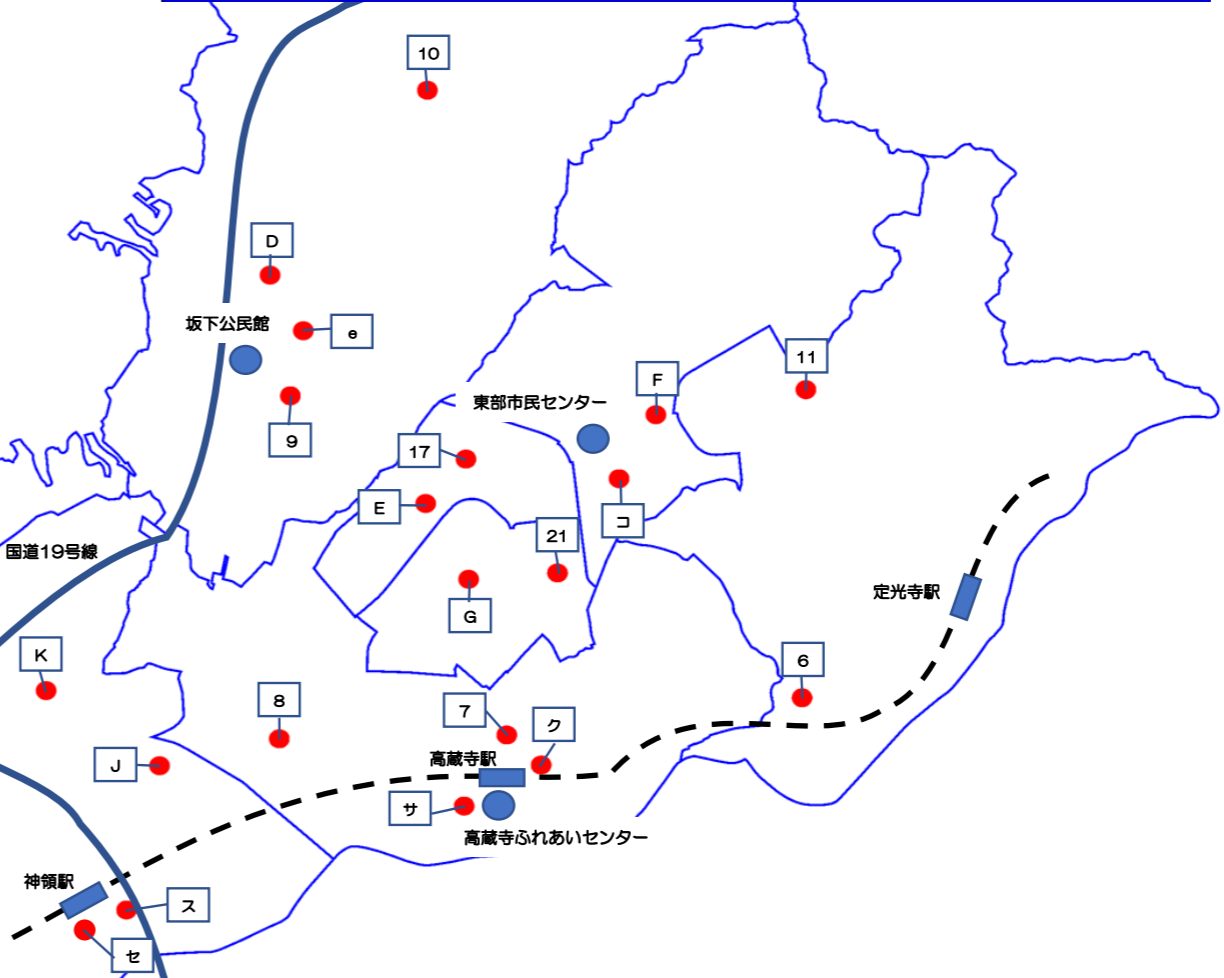 10
D
坂下公民館
e
11
F
東部市民センター
9
17
E
コ
21
国道19号線
定光寺駅
G
K
6
8
7
ク
高蔵寺駅
J
サ
高蔵寺ふれあいセンター
神領駅
ス
セ